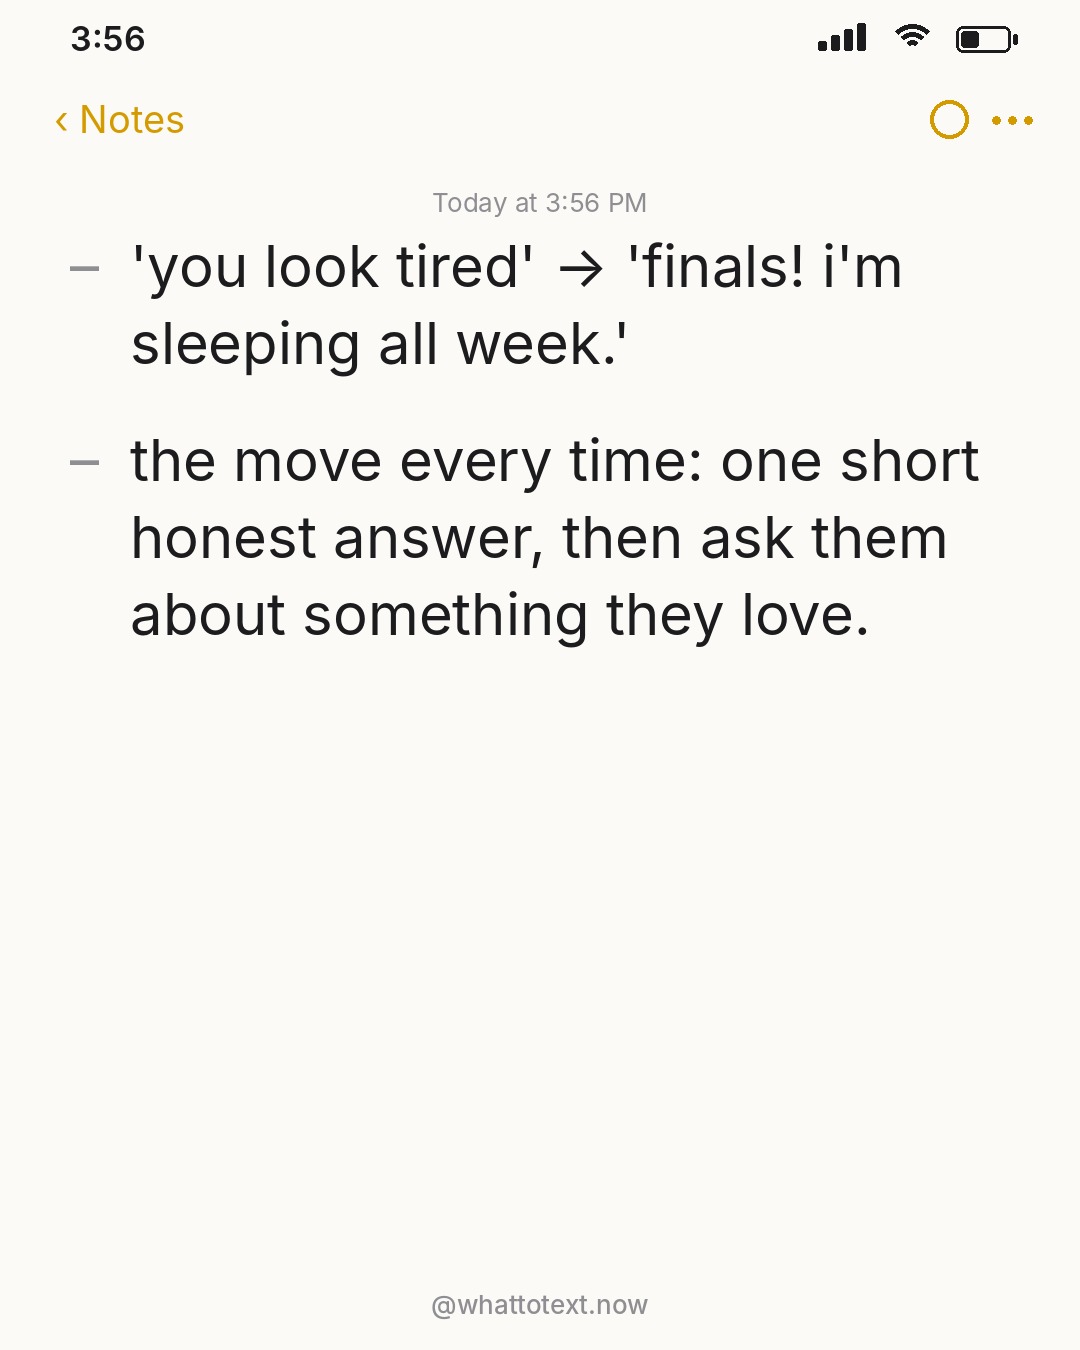 3:56
‹ Notes
Today at 3:56 PM
– 'you look tired' → 'finals! i'm
sleeping all week.'
– the move every time: one short
honest answer, then ask them
about something they love.
@whattotext.now